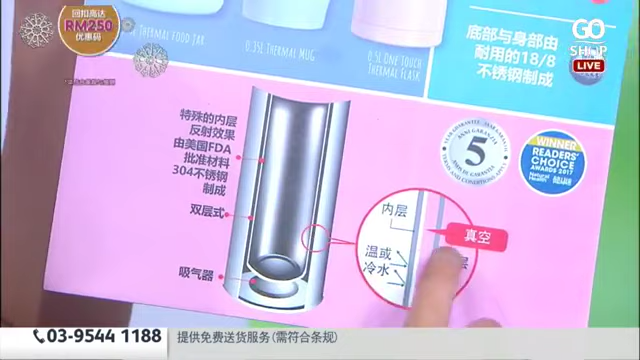 回扣高达
RM250
优惠码
THERMAL FOOD JAR
0.35L THERMAL MUG
0.5L ONE TOUCH
THERMAL FLASK
底部与身部由
耐用的18/8
不锈钢制成
GO
SHOP
LIVE
特殊的内层
反射效果
由美国FDA
批准材料
304不锈钢
制成
双层式
吸气器
5
WINNER
READERS'
CHOICE
AWARDS 2017
内层
真空
温或
冷水
层
03-9544 1188
提供免费送货服务(需符合条规)